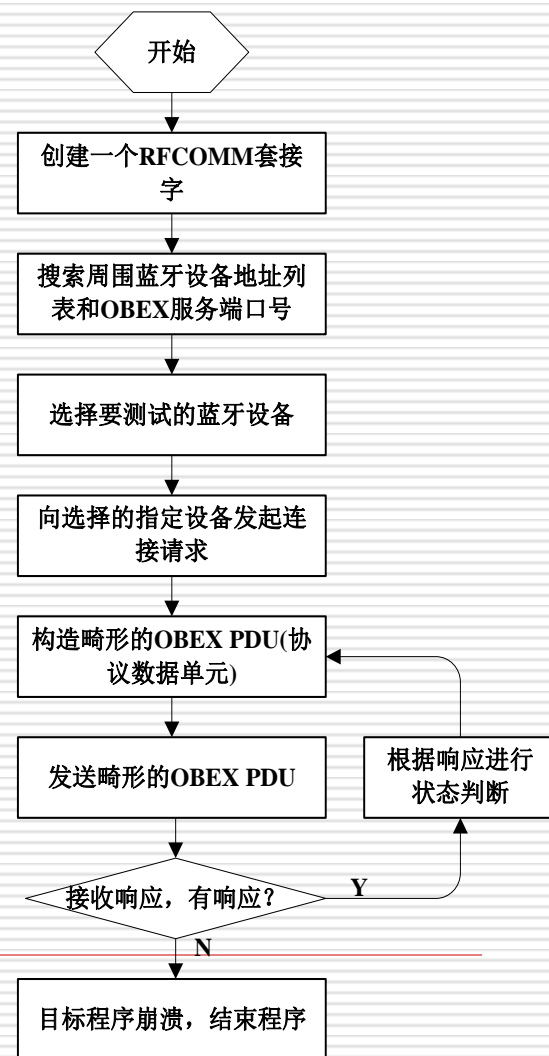 开始
创建一个RFCOMM套接
字
搜索周围蓝牙设备地址列
表和OBEX服务端口号
选择要测试的蓝牙设备
向选择的指定设备发起连
接请求
构造畸形的OBEX PDU(协
议数据单元)
发送畸形的OBEX PDU
根据响应进行
状态判断
接收响应，有响应？
Y
N
目标程序崩溃，结束程序